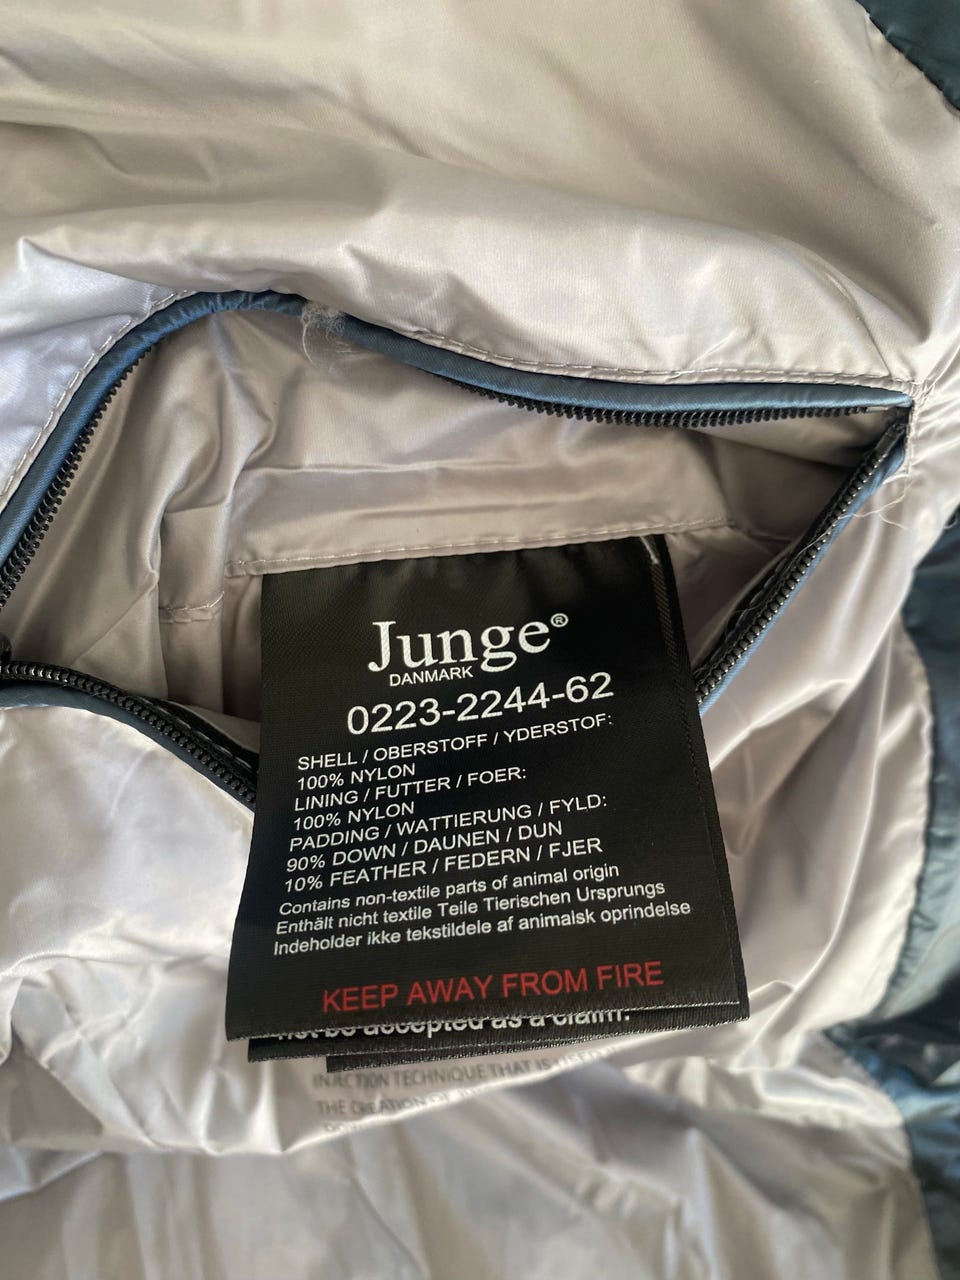 Junge®
DANMARK
0223-2244-62
SHELL / OBERSTOFF / YDERSTOF:
100% NYLON
LINING / FUTTER / FOER:
100% NYLON
PADDING / WATTIERUNG / FYLD:
90% DOWN / DAUNEN / DUN
10% FEATHER / FEDERN / FJER
Contains non-textile parts of animal origin
Enthält nicht textile Teile Tierischen Ursprungs
Indeholder ikke tekstildele af animalsk oprindelse
KEEP AWAY FROM FIRE
not be accepted as a claim.
INJECTION TECHNIQUE THAT IS USED
THE CREATION OF